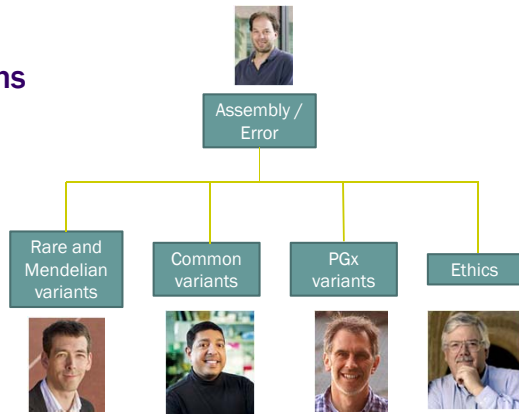 ns
Assembly /
Error
Rare and
Mendelian
variants
Common
variants
PGx
variants
Ethics